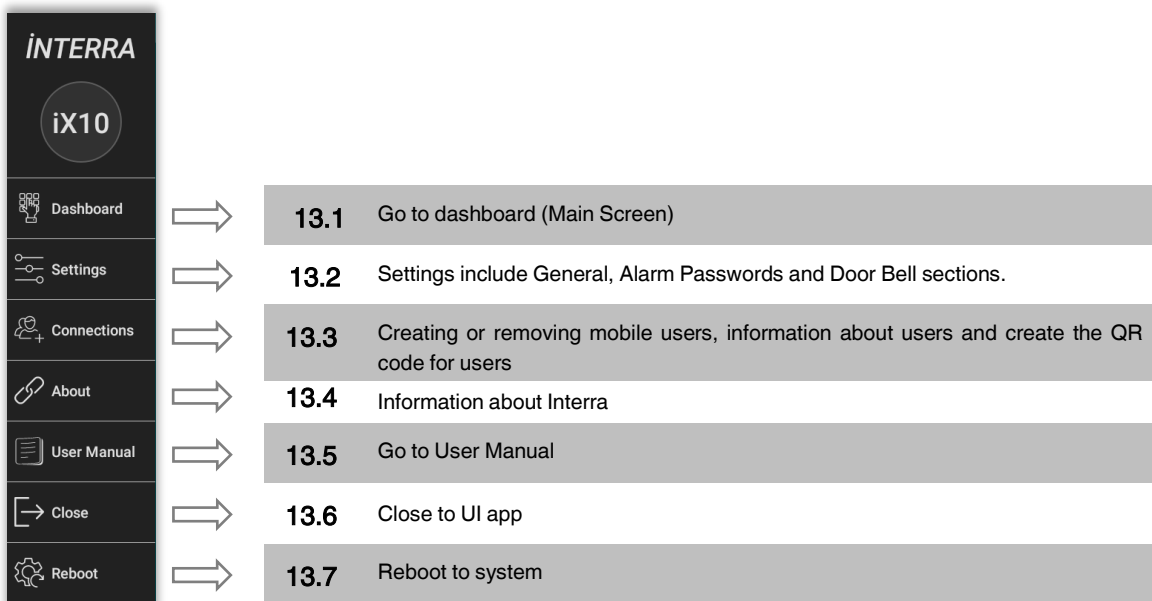 İNTERRA
iX10
Dashboard
13.1 Go to dashboard (Main Screen)
Settings
13.2 Settings include General, Alarm Passwords and Door Bell sections.
Connections
13.3 Creating or removing mobile users, information about users and create the QR
code for users
About
13.4 Information about Interra
User Manual
13.5 Go to User Manual
Close
13.6 Close to UI app
Reboot
13.7 Reboot to system